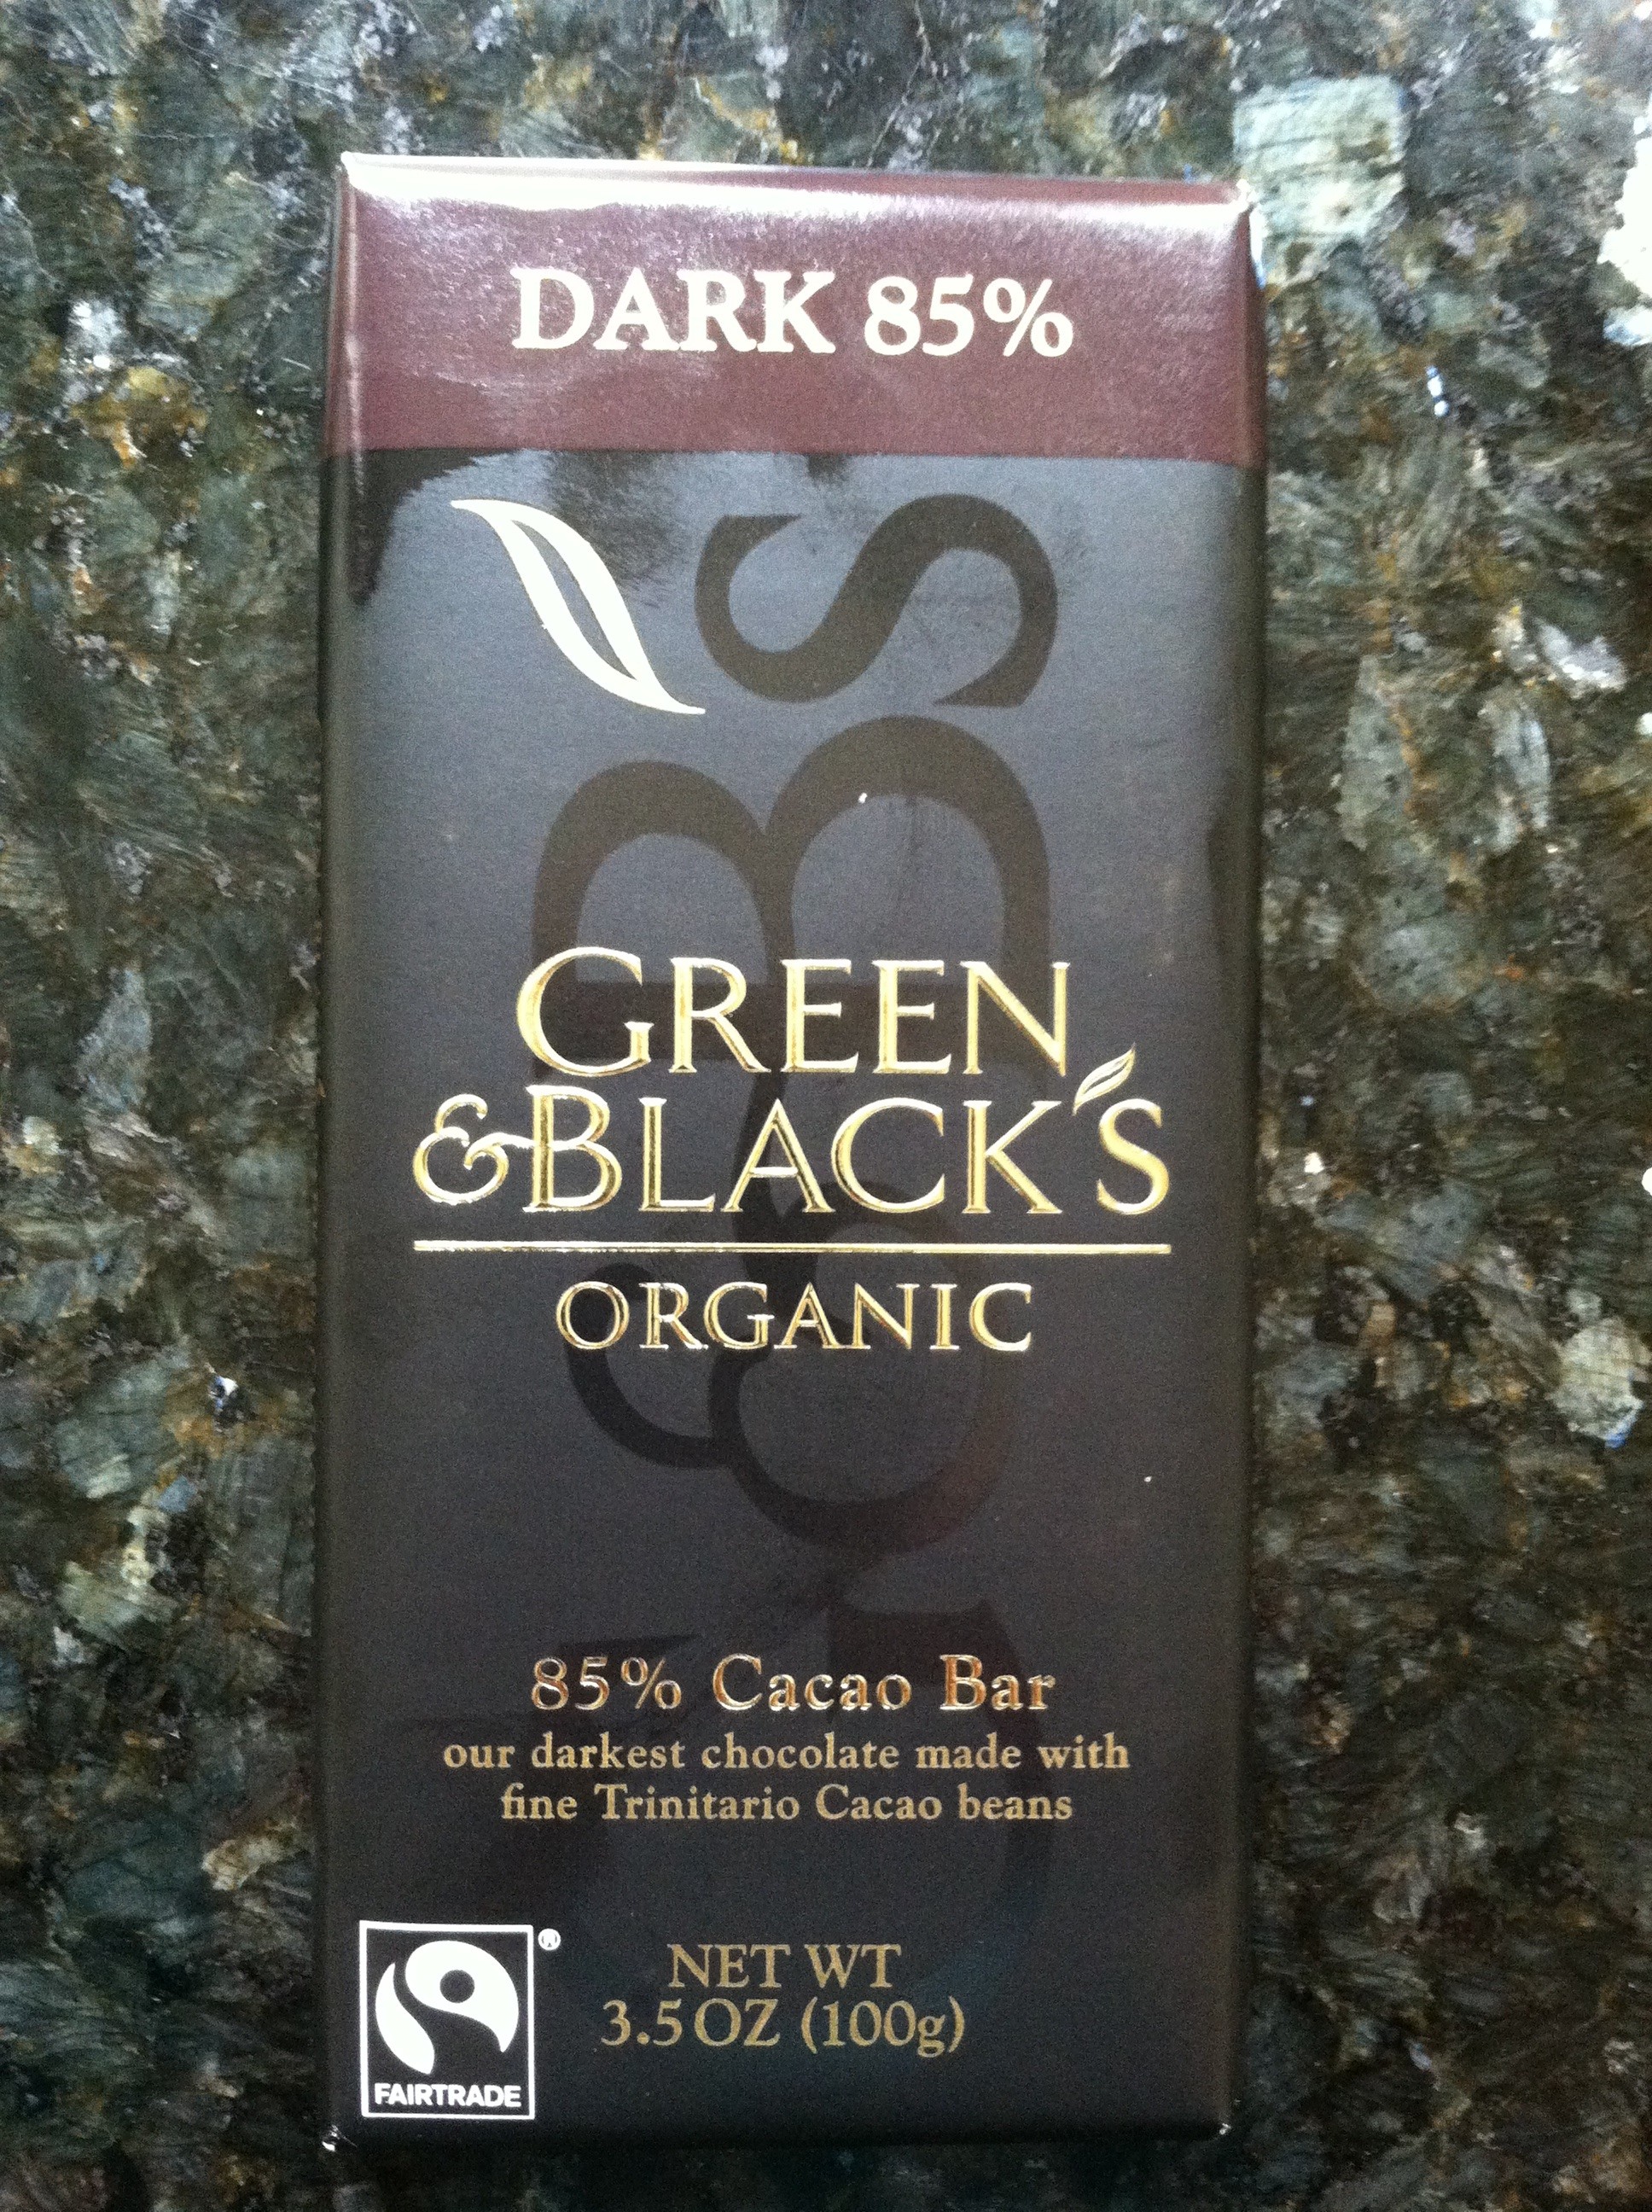 DARK 85%
GREEN
&BLACK'S
ORGANIC
85% Cacao Bar
our darkest chocolate made with
fine Trinitario Cacao beans
NET WT
3.5 OZ (100g)
FAIRTRADE
®